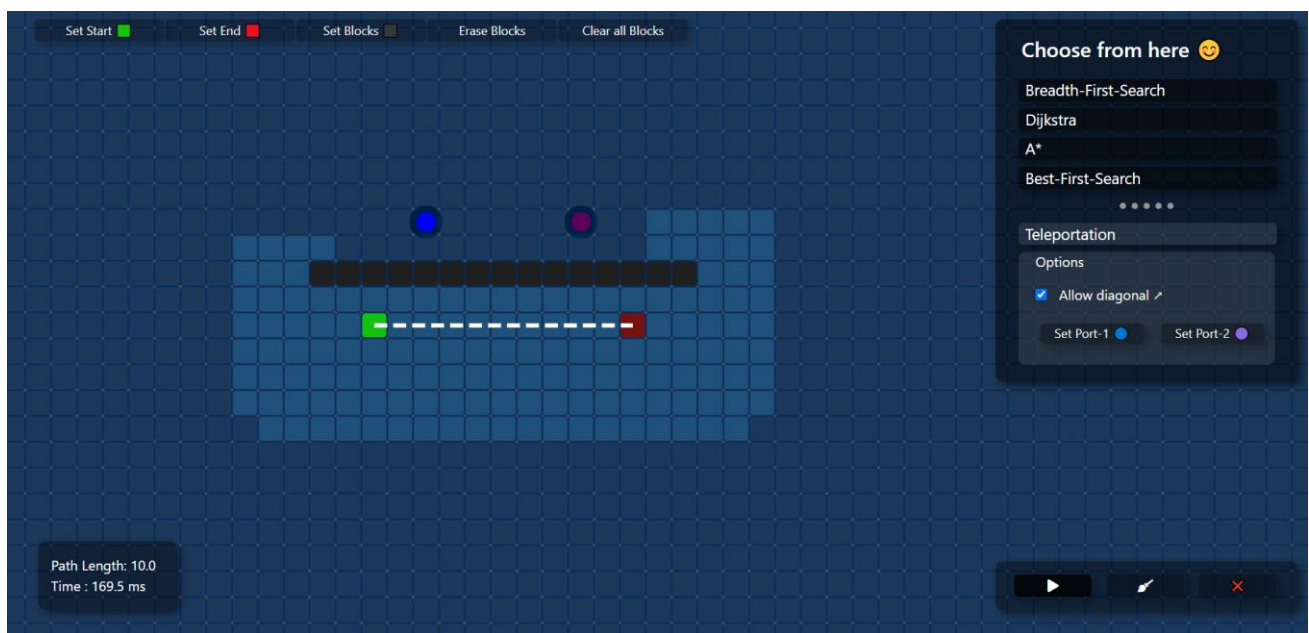 Set Start Set End Set Blocks Erase Blocks Clear all Blocks
Choose from here 😊
Breadth-First-Search
Dijkstra
A*
Best-First-Search
Teleportation
Options
Allow diagonal ↗
Set Port-1 Set Port-2
Path Length: 10.0
Time : 169.5 ms